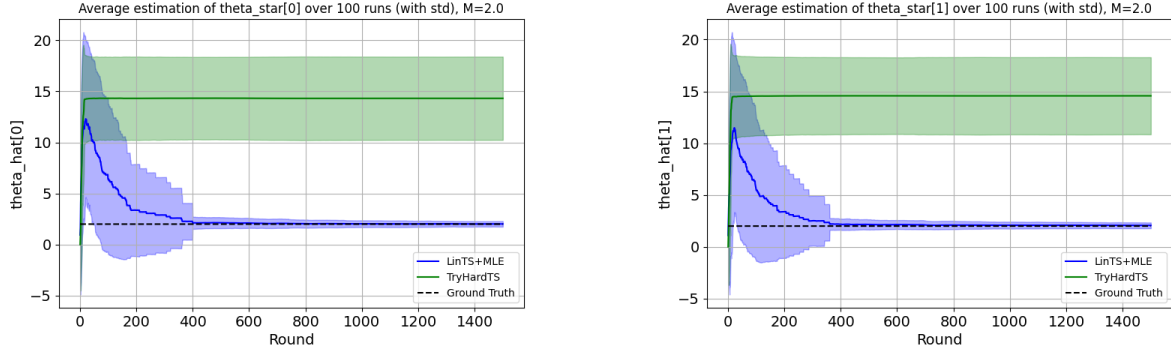 Average estimation of theta_star[0] over 100 runs (with std), M=2.0
theta_hat[0]
20
15
10
5
0
−5
0 200 400 600 800 1000 1200 1400
Round
LinTS+MLE
TryHardTS
Ground Truth
Average estimation of theta_star[1] over 100 runs (with std), M=2.0
theta_hat[1]
20
15
10
5
0
−5
0 200 400 600 800 1000 1200 1400
Round
LinTS+MLE
TryHardTS
Ground Truth